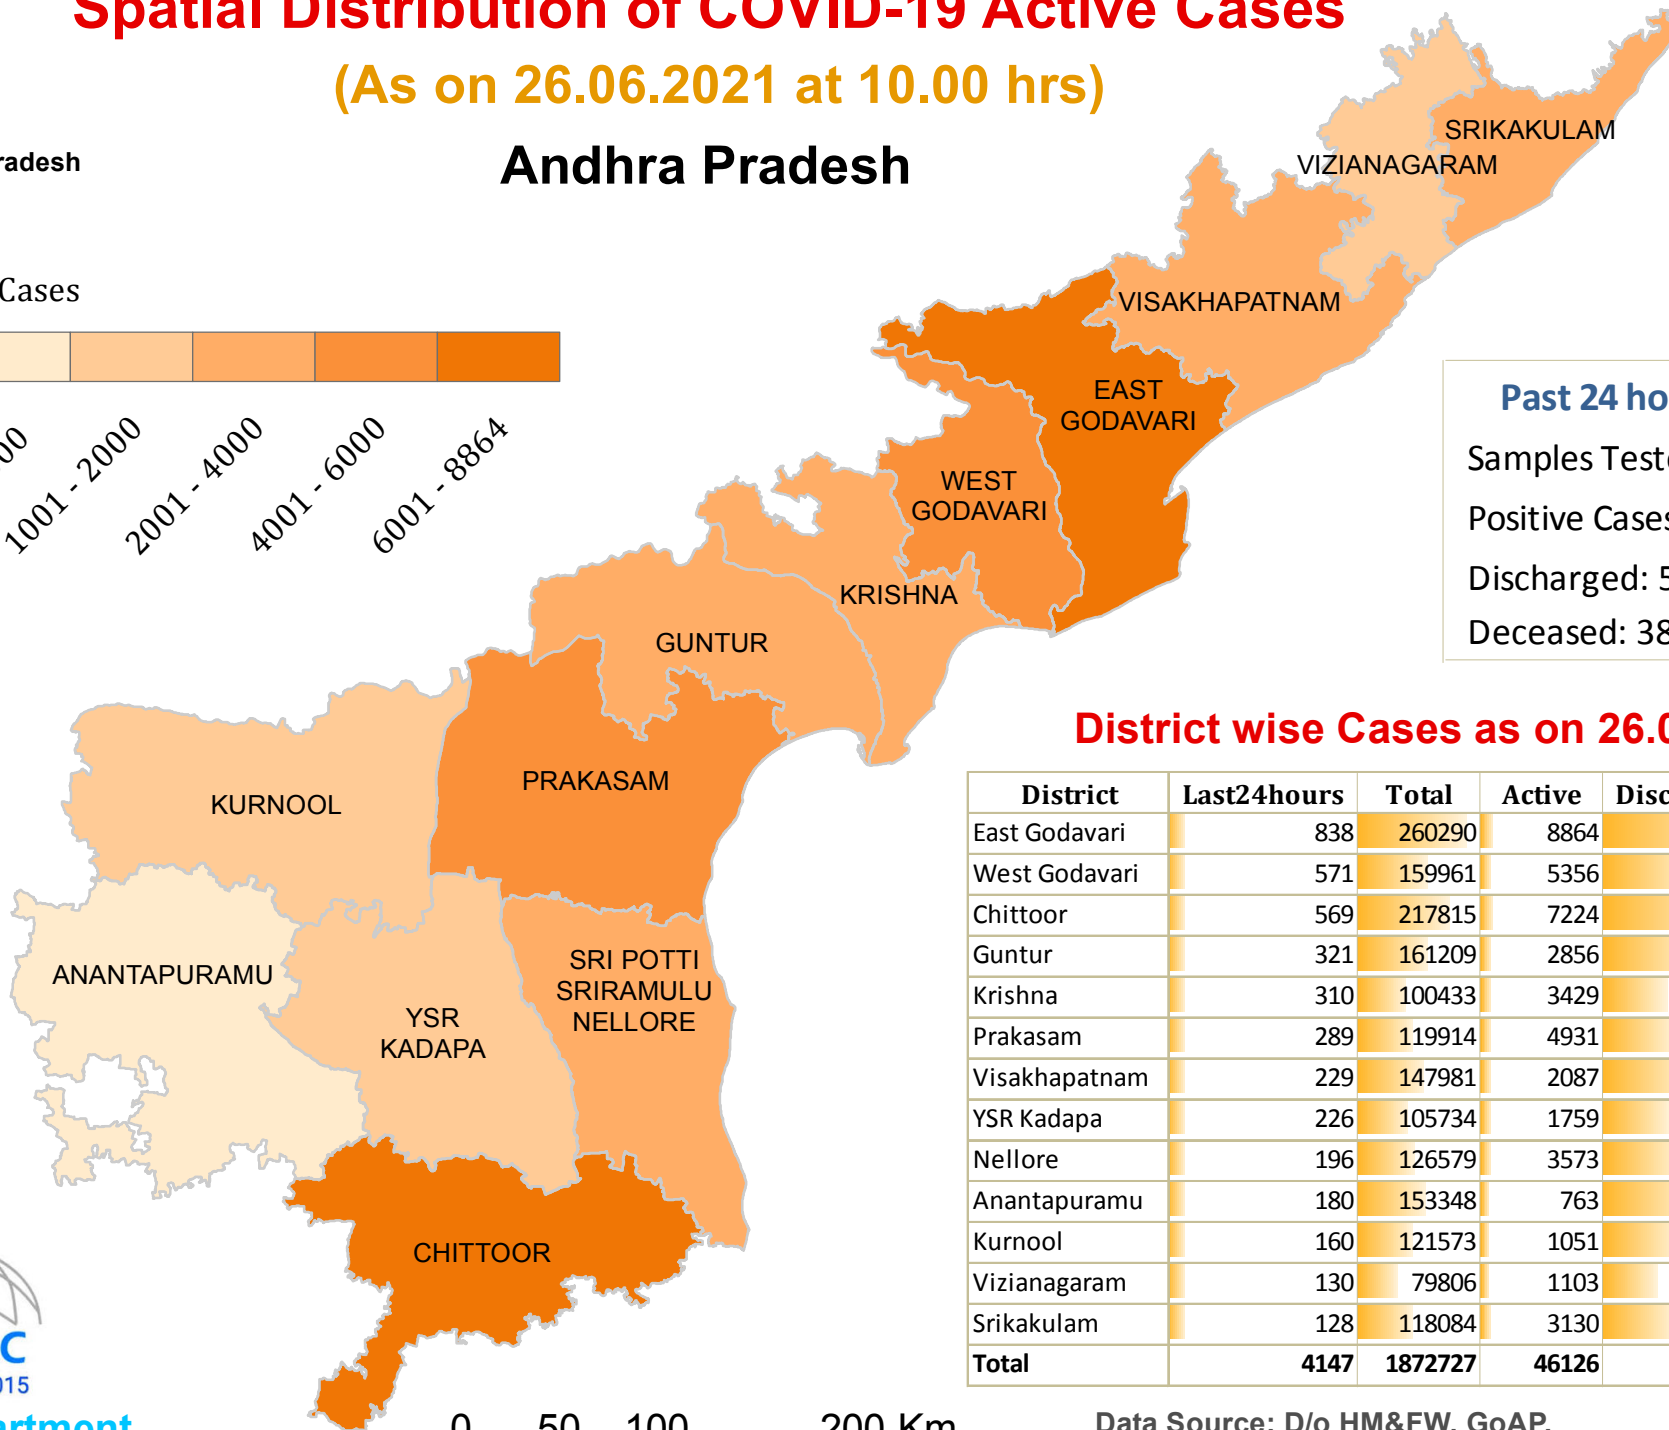 Spatial Distribution of COVID-19 Active Cases
(As on 26.06.2021 at 10.00 hrs)
Andhra Pradesh
radesh
Cases
00
1001 - 2000
2001 - 4000
4001 - 6000
6001 - 8864
SRIKAKULAM
VIZIANAGARAM
VISAKHAPATNAM
EAST
GODAVARI
WEST
GODAVARI
KRISHNA
GUNTUR
PRAKASAM
KURNOOL
ANANTAPURAMU
YSR
KADAPA
SRI POTTI
SRIRAMULU
NELLORE
CHITTOOR
Past 24 ho
Samples Teste
Positive Cases
Discharged: 5
Deceased: 38
District wise Cases as on 26.0
District Last24hours Total Active Disc
East Godavari 838 260290 8864
West Godavari 571 159961 5356
Chittoor 569 217815 7224
Guntur 321 161209 2856
Krishna 310 100433 3429
Prakasam 289 119914 4931
Visakhapatnam 229 147981 2087
YSR Kadapa 226 105734 1759
Nellore 196 126579 3573
Anantapuramu 180 153348 763
Kurnool 160 121573 1051
Vizianagaram 130 79806 1103
Srikakulam 128 118084 3130
Total 4147 1872727 46126
C
015
artment
0 50 100 200 Km
Data Source: D/o HM&FW, GoAP.